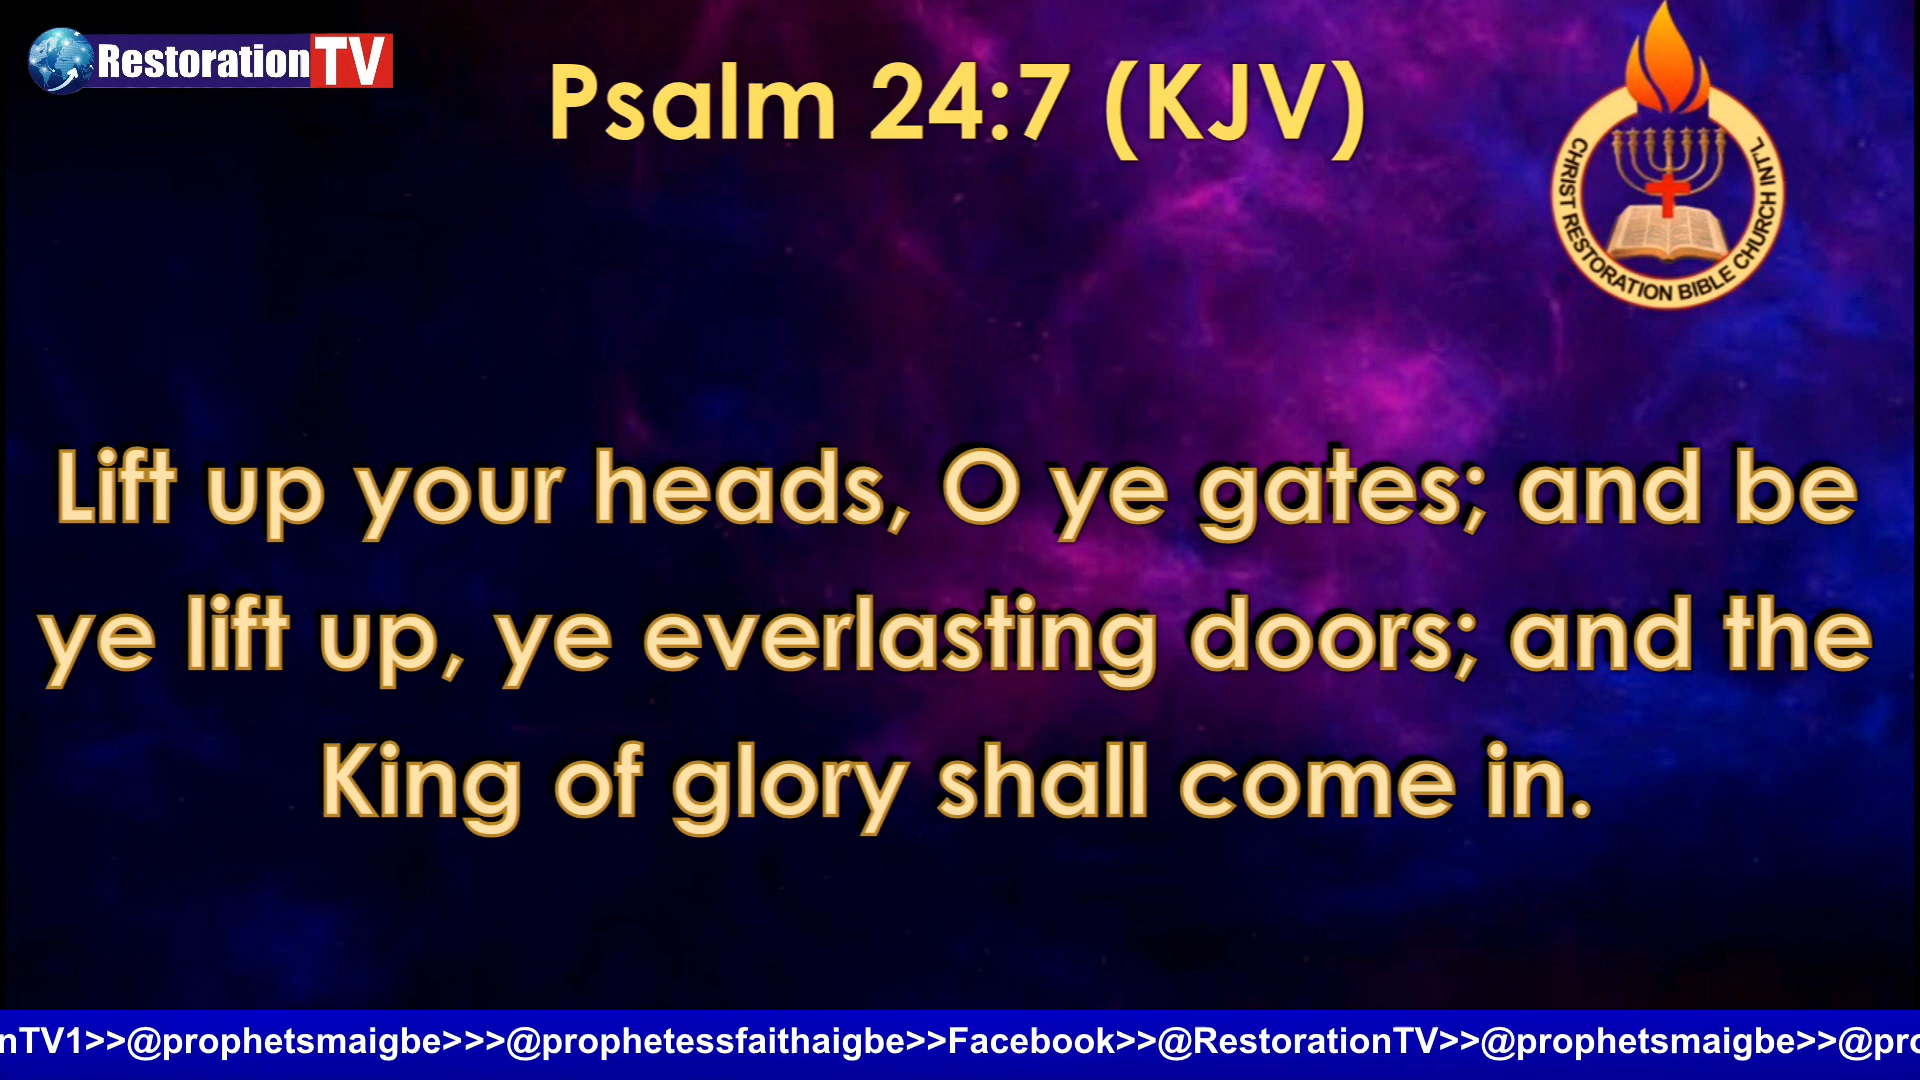 RestorationTV
Psalm 24:7 (KJV)
CHRIST RESTORATION BIBLE CHURCH INT'L
Lift up your heads, O ye gates; and be
ye lift up, ye everlasting doors; and the
King of glory shall come in.
nTV1>>@prophetsmaigbe>>>@prophetessfaithaigbe>>Facebook>>@RestorationTV>>@prophetsmaigbe>>@pro